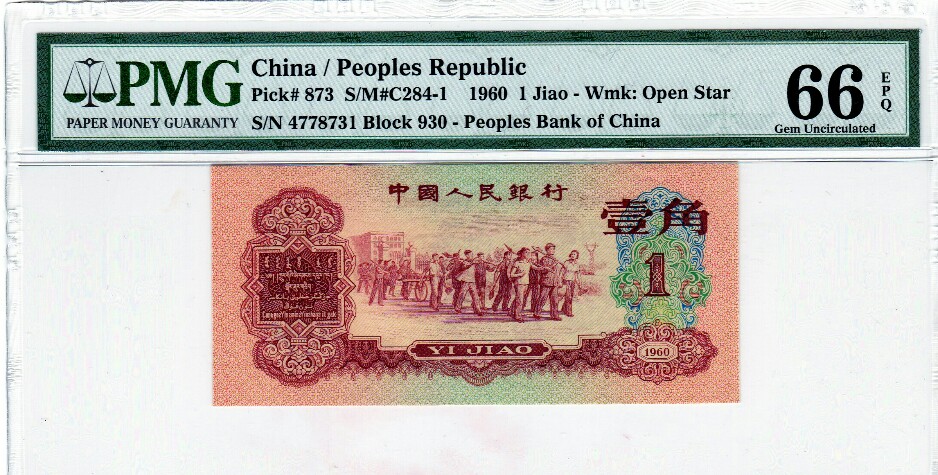 PMG
PAPER MONEY GUARANTY
China / Peoples Republic
Pick# 873 S/M#C284-1 1960 1 Jiao - Wmk: Open Star
S/N 4778731 Block 930 - Peoples Bank of China
66
EPQ
Gem Uncirculated
中國人民銀行
壹角
1
YI JIAO
1960